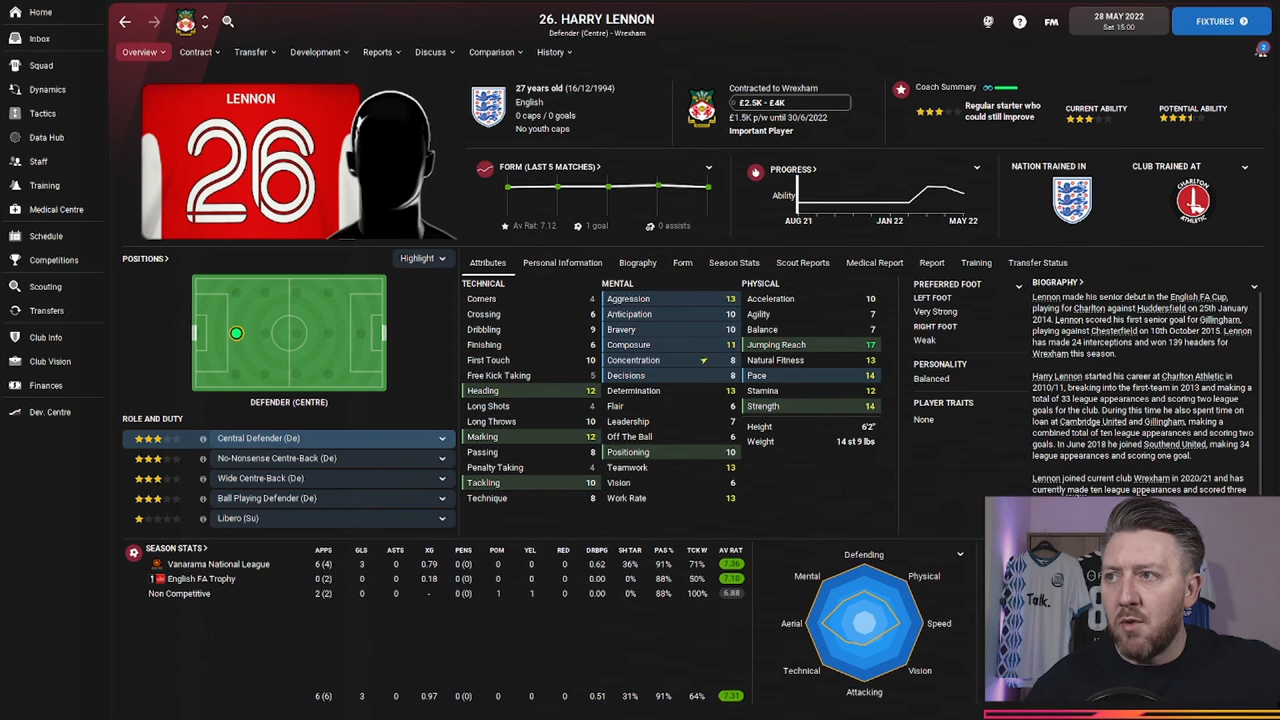 Home
Inbox
Squad
Dynamics
Tactics
Data Hub
Staff
Training
Medical Centre
Schedule
Competitions
Scouting
Transfers
Club Info
Club Vision
Finances
Dev. Centre
26. HARRY LENNON
Defender (Centre) - Wrexham
FM
28 MAY 2022
Sat 15:00
FIXTURES
2
Overview
Contract
Transfer
Development
Reports
Discuss
Comparison
History
LENNON
26
27 years old (16/12/1994)
English
0 caps / 0 goals
No youth caps
Contracted to Wrexham
£2.5K - £4K
£1.5K p/w until 30/6/2022
Important Player
Coach Summary
Regular starter who
could still improve
CURRENT ABILITY
POTENTIAL ABILITY
FORM (LAST 5 MATCHES)
Av Rat: 7.12
1 goal
0 assists
PROGRESS
Ability
AUG 21
JAN 22
MAY 22
NATION TRAINED IN
CLUB TRAINED AT
CHARLTON
ATHLETIC
POSITIONS
Highlight
DEFENDER (CENTRE)
ROLE AND DUTY
Central Defender (De)
No-Nonsense Centre-Back (De)
Wide Centre-Back (De)
Ball Playing Defender (De)
Libero (Su)
Attributes
Personal Information
Biography
Form
Season Stats
Scout Reports
Medical Report
Report
Training
Transfer Status
TECHNICAL
Corners 4
Crossing 6
Dribbling 9
Finishing 6
First Touch 10
Free Kick Taking 5
Heading 12
Long Shots 4
Long Throws 10
Marking 12
Passing 8
Penalty Taking 4
Tackling 10
Technique 8
MENTAL
Aggression 13
Anticipation 10
Bravery 13
Composure 11
Concentration 8
Decisions 8
Determination 13
Flair 6
Leadership 7
Off The Ball 6
Positioning 10
Teamwork 13
Vision 6
Work Rate 13
PHYSICAL
Acceleration 10
Agility 7
Balance 7
Jumping Reach 17
Natural Fitness 13
Pace 14
Stamina 12
Strength 14
Height 6'2"
Weight 14 st 9 lbs
PREFERRED FOOT
LEFT FOOT
Very Strong
RIGHT FOOT
Weak
PERSONALITY
Balanced
PLAYER TRAITS
None
BIOGRAPHY
Lennon made his senior debut in the English FA Cup,
playing for Charlton against Huddersfield on 25th January
2014. Lennon scored his first senior goal for Gillingham,
playing against Chesterfield on 10th October 2015. Lennon
has made 24 interceptions and won 139 headers for
Wrexham this season.
Harry Lennon started his career at Charlton Athletic in
2010/11, breaking into the first-team in 2013 and making a
total of 33 league appearances and scoring two league
goals for the club. During this time he also spent time on
loan at Cambridge United and Gillingham, making a
combined total of ten league appearances and scoring two
goals. In June 2018 he joined Southend United, making 34
league appearances and scoring one goal.
Lennon joined current club Wrexham in 2020/21 and has
currently made ten league appearances and scored three
SEASON STATS
APPS GLS ASTS XG PENS POM YEL RED DRBPG SH TAR PAS % TCK W AV RAT
Vanarama National League 6 (4) 3 0 0.79 0 (0) 0 0 0 0.62 36% 91% 71% 7.36
English FA Trophy 0 (2) 0 0 0.18 0 (0) 0 0 0 0.00 0% 88% 50% 7.10
Non Competitive 2 (2) 0 0 - 0 (0) 1 1 0 0.00 0% 88% 100% 6.88
6 (6) 3 0 0.97 0 (0) 0 0 0 0.51 31% 91% 64% 7.31
Defending
Physical
Speed
Vision
Attacking
Technical
Aerial
Mental
Talk.